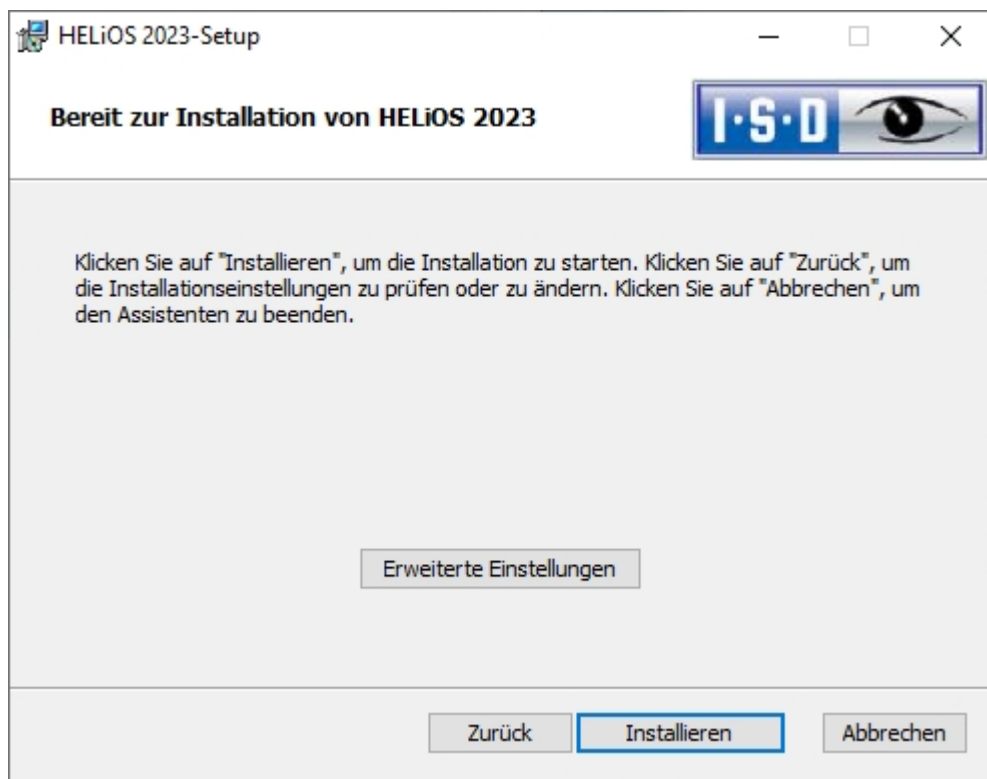 HELiOS 2023-Setup
Bereit zur Installation von HELiOS 2023
I·S·D
Klicken Sie auf "Installieren", um die Installation zu starten. Klicken Sie auf "Zurück", um
die Installationseinstellungen zu prüfen oder zu ändern. Klicken Sie auf "Abbrechen", um
den Assistenten zu beenden.
Erweiterte Einstellungen
Zurück Installieren Abbrechen